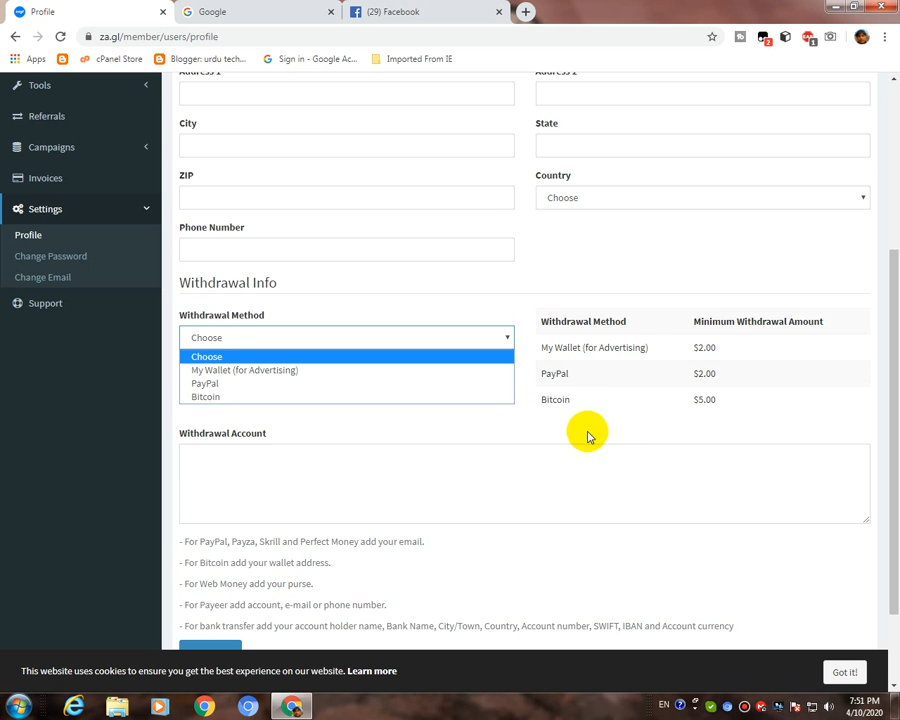 Profile
Google
(29) Facebook
za.gl/member/users/profile
Apps
cPanel Store
Blogger: urdu tech...
Sign in - Google Ac...
Imported From IE
Tools
Referrals
Campaigns
Invoices
Settings
Profile
Change Password
Change Email
Support
Address 1
Address 2
City
State
ZIP
Country
Choose
Phone Number
Withdrawal Info
Withdrawal Method
Choose
Choose
My Wallet (for Advertising)
PayPal
Bitcoin
Withdrawal Method Minimum Withdrawal Amount
My Wallet (for Advertising) $2.00
PayPal $2.00
Bitcoin $5.00
Withdrawal Account
- For PayPal, Payza, Skrill and Perfect Money add your email.
- For Bitcoin add your wallet address.
- For Web Money add your purse.
- For Payeer add account, e-mail or phone number.
- For bank transfer add your account holder name, Bank Name, City/Town, Country, Account number, SWIFT, IBAN and Account currency
This website uses cookies to ensure you get the best experience on our website. Learn more
Got it!
EN
7:51 PM
4/10/2020